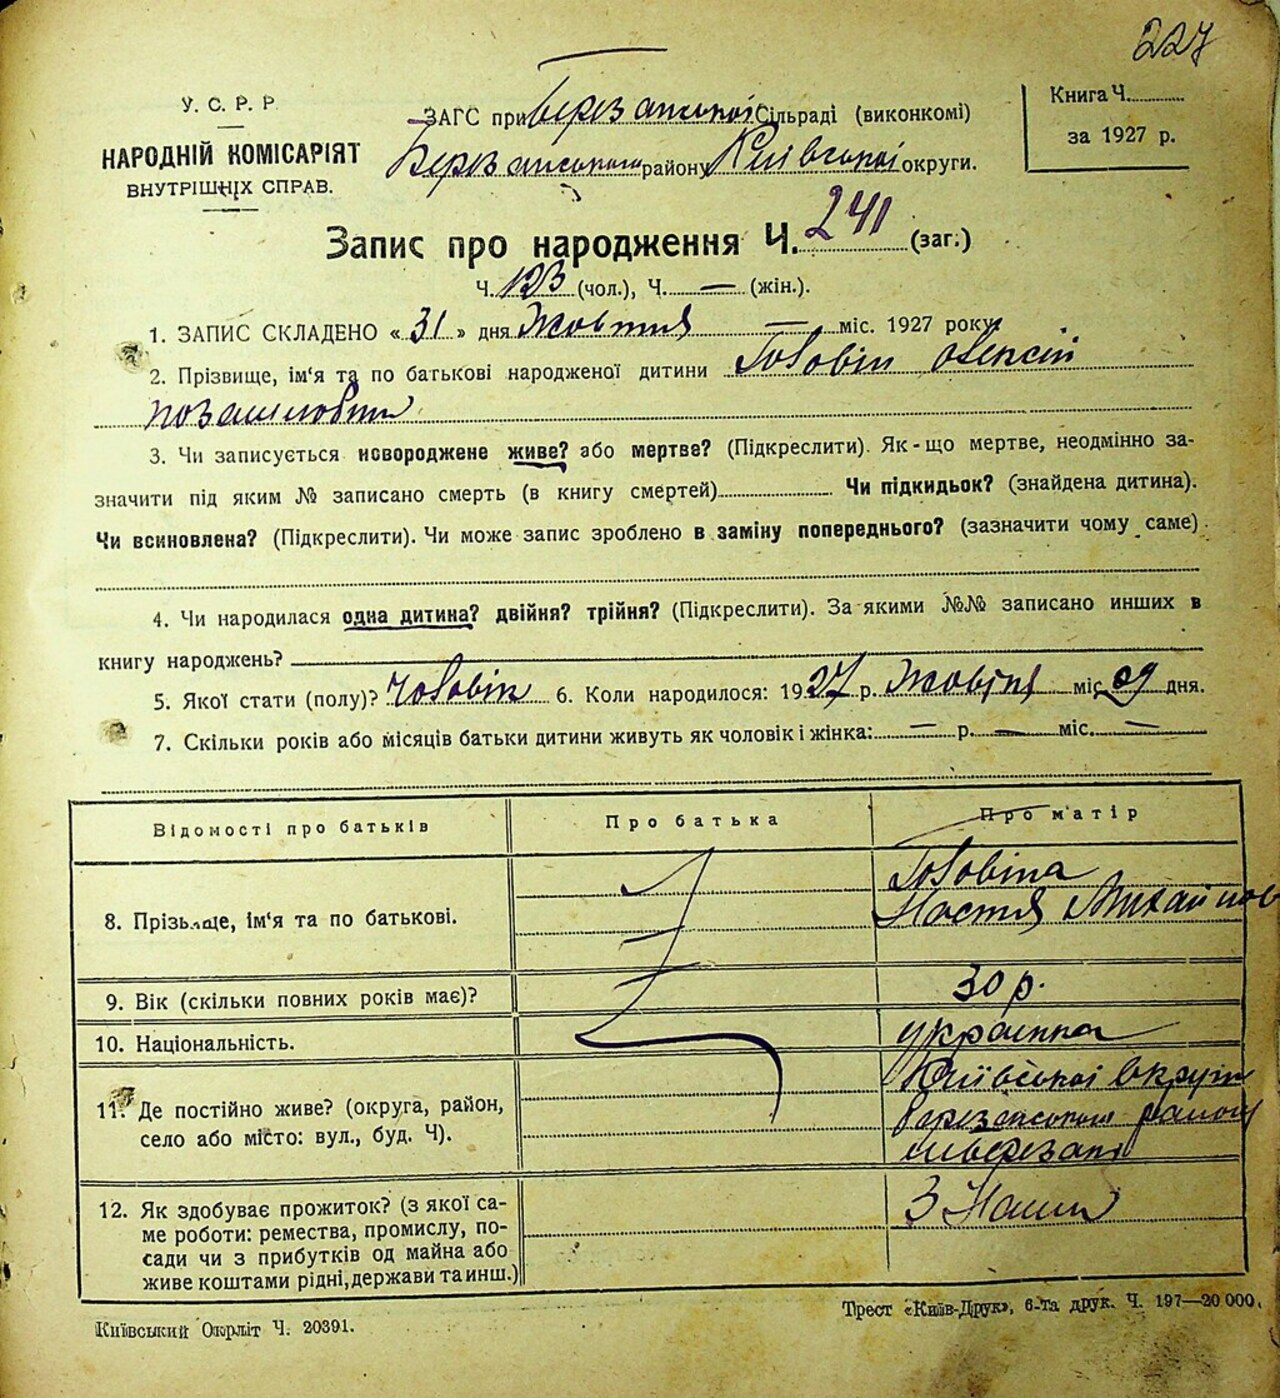 227
У. С. Р. Р
НАРОДНІЙ КОМІСАРІЯТ
ВНУТРІШНІХ СПРАВ.
ЗАГС при Березанської Сільраді (виконкомі)
Березанського району Київської округи.
Книга Ч.
за 1927 р.
Запис про народження Ч. 241 (заг.)
Ч. 123 (чол.), Ч. — (жін.).
1. ЗАПИС СКЛАДЕНО «31» дня Жовтня — міс. 1927 року
2. Прізвище, ім'я та по батькові народженої дитини Головін Олексій
позашлюбн
3. Чи записується новороджене живе? або мертве? (Підкреслити). Як-що мертве, неодмінно за-
значити під яким № записано смерть (в книгу смертей) Чи підкидьок? (знайдена дитина).
Чи всиновлена? (Підкреслити). Чи може запис зроблено в заміну попереднього? (зазначити чому саме)
4. Чи народилася одна дитина? двійня? трійня? (Підкреслити). За якими №№ записано инших в
книгу народжень? —
5. Якої стати (полу)? чоловік 6. Коли народилося: 1927 р. Жовтня міс. 29 дня.
7. Скільки років або місяців батьки дитини живуть як чоловік і жінка: — р. — міс. —
Відомості про батьків Про батька Про матір
8. Прізвище, ім'я та по батькові. Головіна
Настя Михайлов
9. Вік (скільки повних років має)? 30 р.
10. Національність. украинка
11. Де постійно живе? (округа, район,
село або місто: вул., буд. Ч). Київської Округи
Березанського району
м Березані
12. Як здобуває прожиток? (з якої са-
ме роботи: ремества, промислу, по-
сади чи з прибутків од майна або
живе коштами рідні, держави та инш.) З
Київський Окрліт Ч. 20391.
Трест «Київ-Друк», 6-та друк. Ч. 197—20.000.